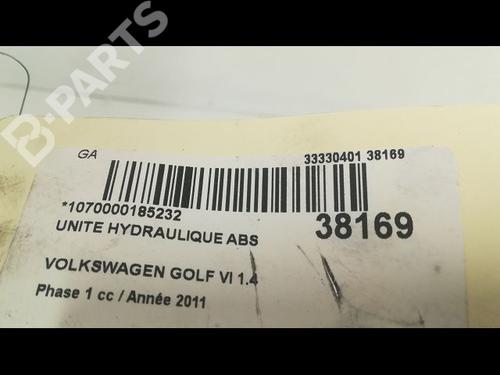 B-PARTS
GA
33330401 38169
*1070000185232
38169
UNITE HYDRAULIQUE ABS
VOLKSWAGEN GOLF VI 1.4
Phase 1 cc / Année 2011